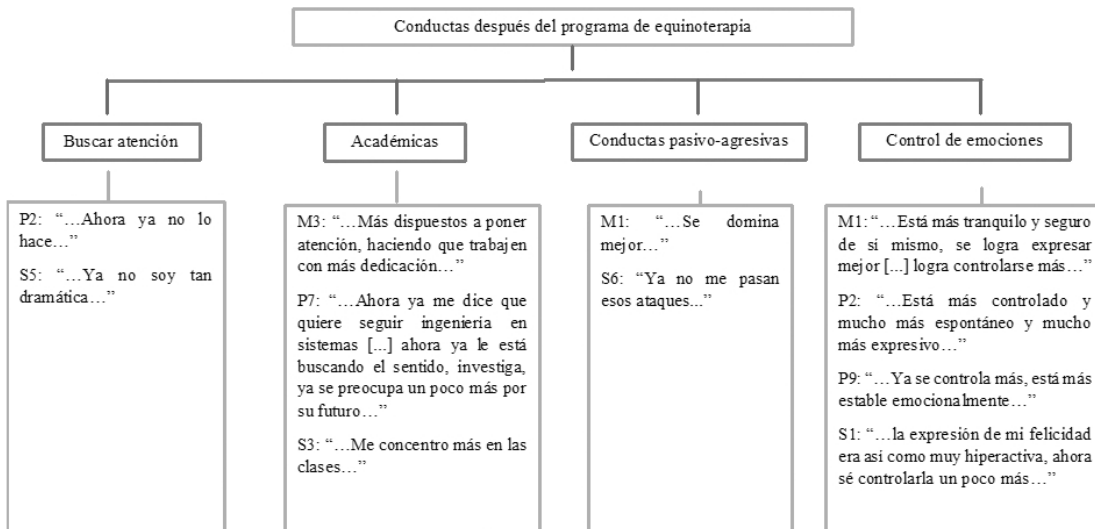 Conductas después del programa de equinoterapia
Buscar atención
Académicas
Conductas pasivo-agresivas
Control de emociones
P2: “…Ahora ya no lo
hace…”
S5: “…Ya no soy tan
dramática…”
M3: “…Más dispuestos a poner
atención, haciendo que trabajen
con más dedicación…”
P7: “…Ahora ya me dice que
quiere seguir ingeniería en
sistemas [...] ahora ya le está
buscando el sentido, investiga,
ya se preocupa un poco más por
su futuro…”
S3: “…Me concentro más en las
clases…”
M1: “…Se domina
mejor…”
S6: “Ya no me pasan
esos ataques...”
M1: “…Está más tranquilo y seguro
de si mismo, se logra expresar
mejor [...] logra controlarse más…”
P2: “…Está más controlado y
mucho más espontáneo y mucho
más expresivo…”
P9: “…Ya se controla más, está más
estable emocionalmente…”
S1: “…la expresión de mi felicidad
era así como muy hiperactiva, ahora
sé controlarla un poco más…”